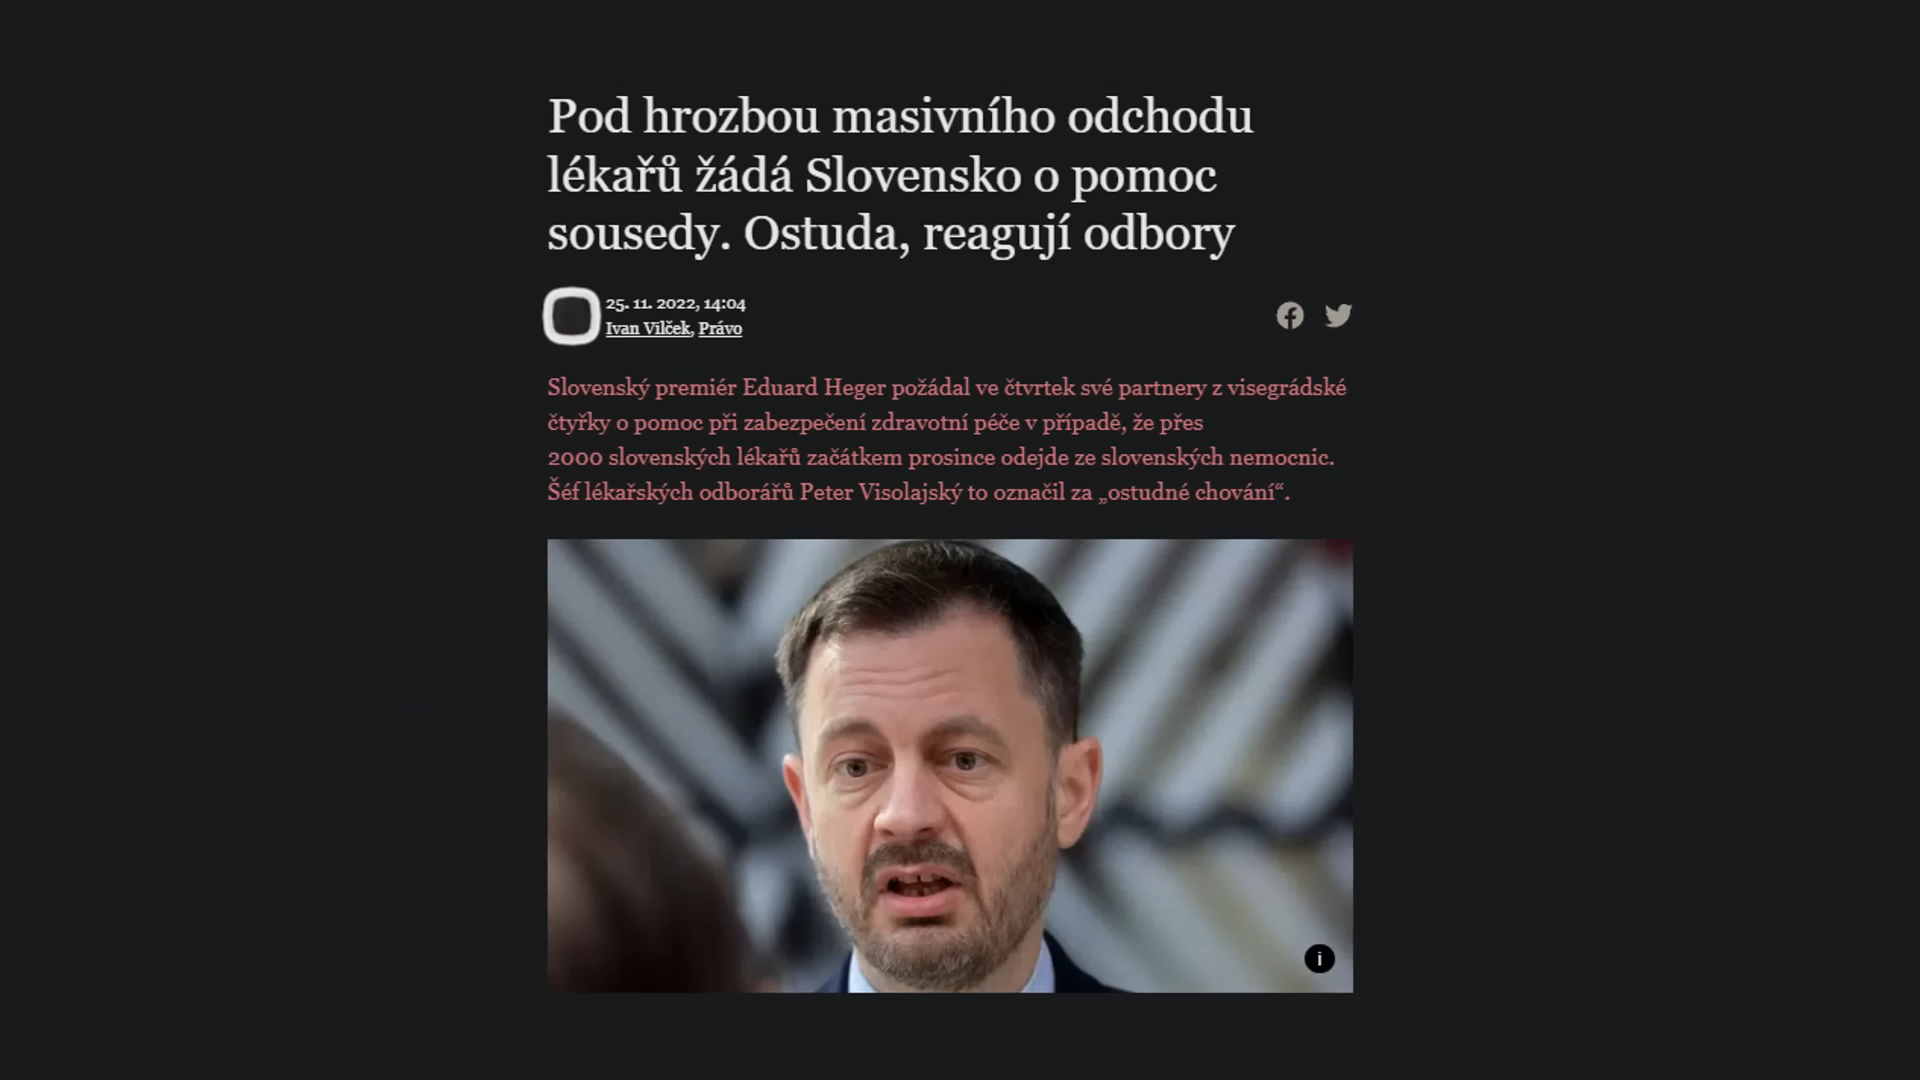 Pod hrozbou masivního odchodu
lékařů žádá Slovensko o pomoc
sousedy. Ostuda, reagují odbory
25. 11. 2022, 14:04
Ivan Vilček, Právo
Slovenský premiér Eduard Heger požádal ve čtvrtek své partnery z visegrádské
čtyřky o pomoc při zabezpečení zdravotní péče v případě, že přes
2000 slovenských lékařů začátkem prosince odejde ze slovenských nemocnic.
Šéf lékařských odborářů Peter Visolajský to označil za „ostudné chování“.
i